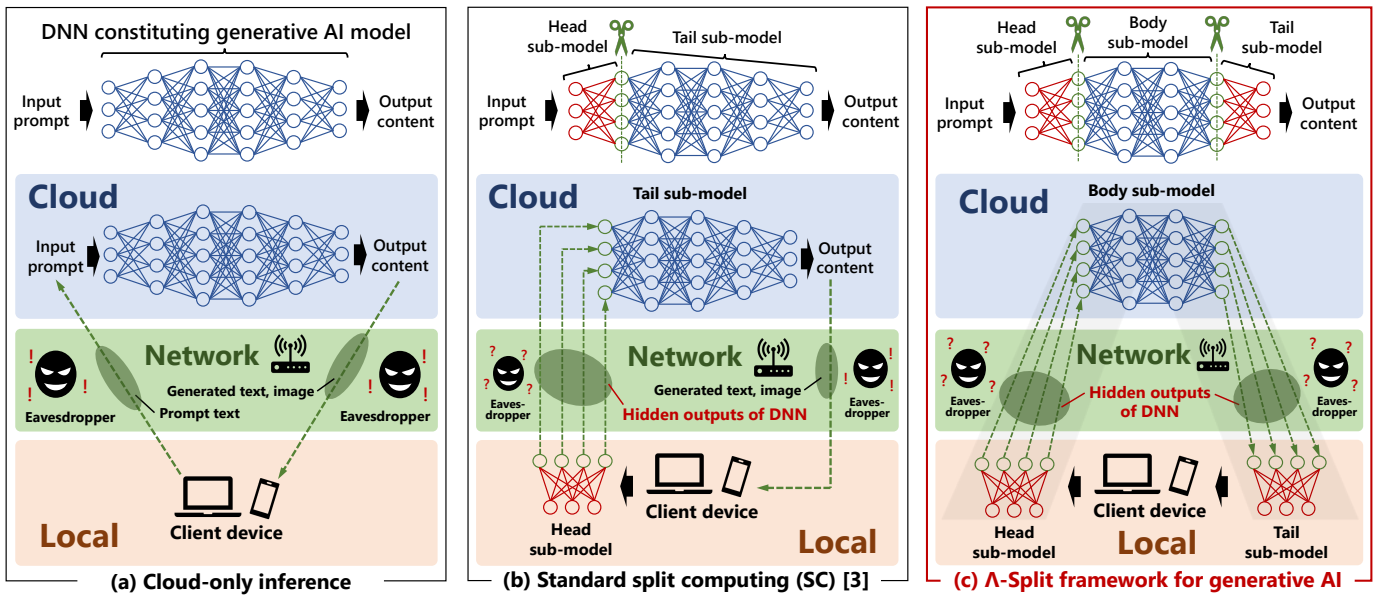 DNN constituting generative AI model
Input
prompt
Output
content
Cloud
Input
prompt
Output
content
Network
Generated text, image
Prompt text
! ! !
Eavesdropper
! ! !
Eavesdropper
Client device
Local
(a) Cloud-only inference
Head
sub-model
Tail sub-model
Input
prompt
Output
content
Cloud
Tail sub-model
Output
content
Network
Generated text, image
Hidden outputs of DNN
? ? ? ?
Eaves-
dropper
! ! !
Eaves-
dropper
Client device
Head
sub-model
Local
(b) Standard split computing (SC) [3]
Head
sub-model
Body
sub-model
Tail
sub-model
Input
prompt
Output
content
Cloud
Body sub-model
Network
Hidden outputs
of DNN
? ? ? ?
Eaves-
dropper
? ? ? ?
Eaves-
dropper
Client device
Head
sub-model
Local
Tail
sub-model
(c) Λ-Split framework for generative AI